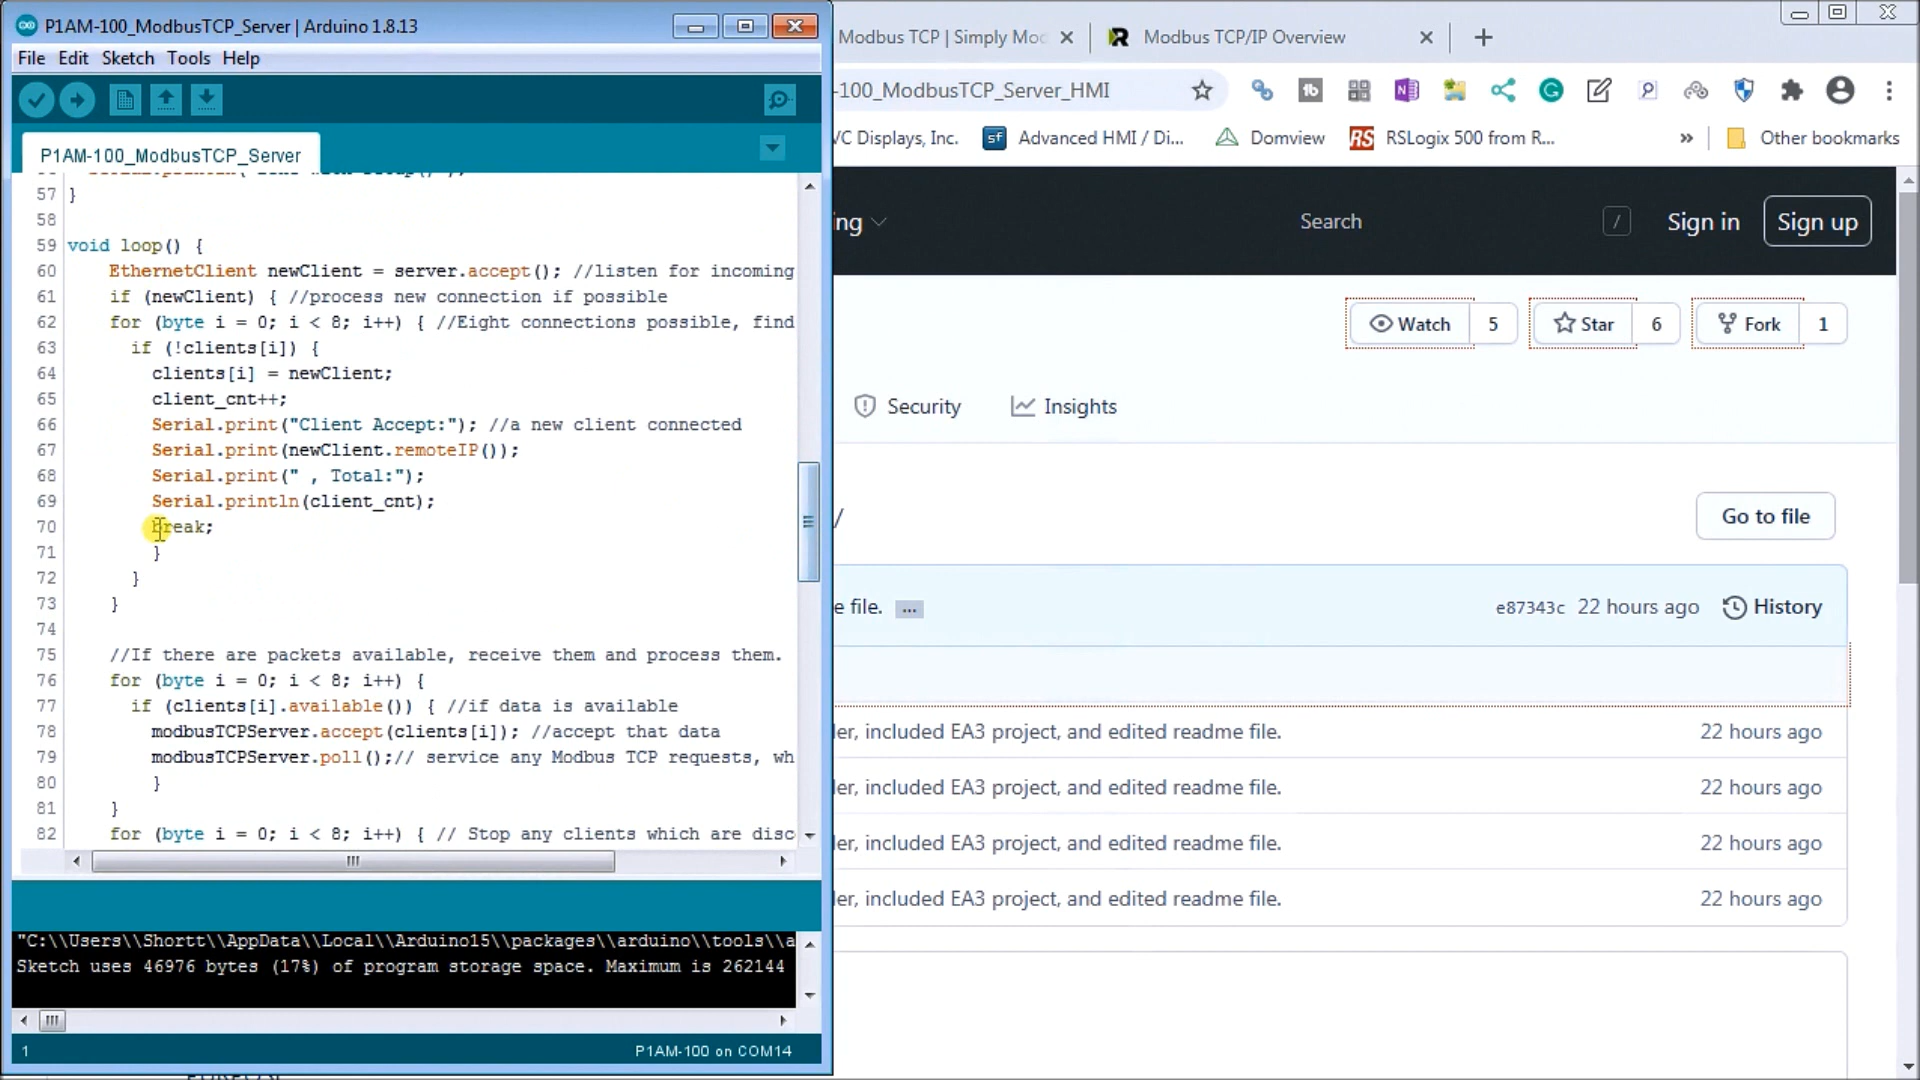 P1AM-100_ModbusTCP_Server | Arduino 1.8.13
File Edit Sketch Tools Help
P1AM-100_ModbusTCP_Server
57 }
58
59 void loop() {
60 EthernetClient newClient = server.accept(); //listen for incoming
61 if (newClient) { //process new connection if possible
62 for (byte i = 0; i < 8; i++) { //Eight connections possible, find
63 if (!clients[i]) {
64 clients[i] = newClient;
65 client_cnt++;
66 Serial.print("Client Accept:"); //a new client connected
67 Serial.print(newClient.remoteIP());
68 Serial.print(" , Total:");
69 Serial.println(client_cnt);
70 break;
71 }
72 }
73 }
74
75 //If there are packets available, receive them and process them.
76 for (byte i = 0; i < 8; i++) {
77 if (clients[i].available()) { //if data is available
78 modbusTCPServer.accept(clients[i]); //accept that data
79 modbusTCPServer.poll();// service any Modbus TCP requests, wh
80 }
81 }
82 for (byte i = 0; i < 8; i++) { // Stop any clients which are disc
"C:\\Users\\Shortt\\AppData\\Local\\Arduino15\\packages\\arduino\\tools\\a
Sketch uses 46976 bytes (17%) of program storage space. Maximum is 262144
1 P1AM-100 on COM14
Modbus TCP | Simply Mod
Modbus TCP/IP Overview
-100_ModbusTCP_Server_HMI
VC Displays, Inc. Advanced HMI / Di... Domview RSLogix 500 from R... » Other bookmarks
ing Search / Sign in Sign up
Watch 5 Star 6 Fork 1
Security Insights
/ Go to file
e file. ... e87343c 22 hours ago History
der, included EA3 project, and edited readme file. 22 hours ago
der, included EA3 project, and edited readme file. 22 hours ago
der, included EA3 project, and edited readme file. 22 hours ago
der, included EA3 project, and edited readme file. 22 hours ago